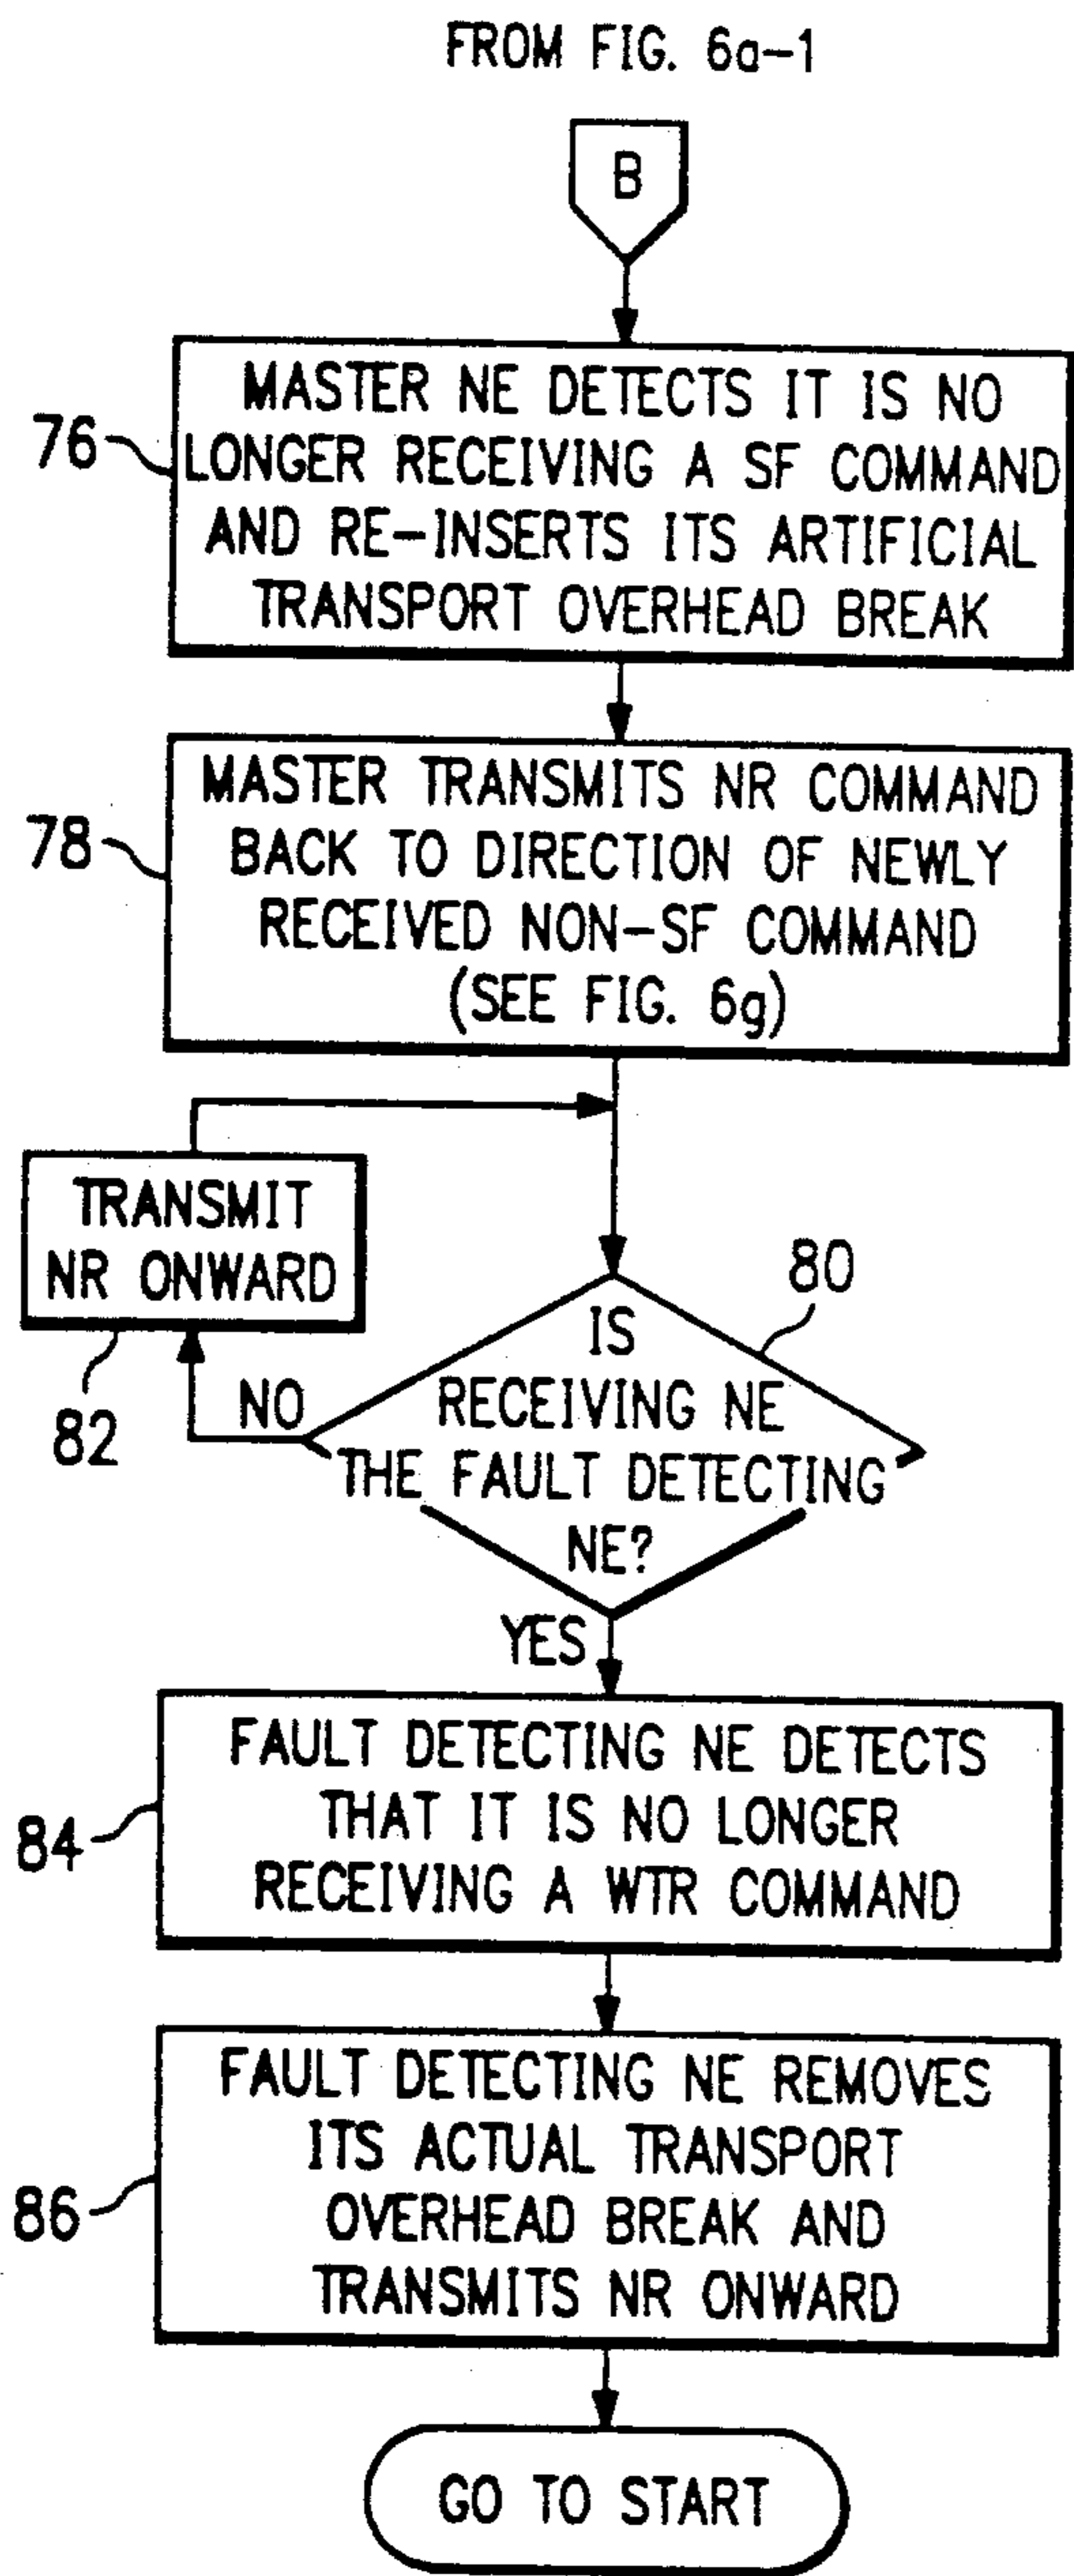 FROM FIG. 6a-1
B
76
MASTER NE DETECTS IT IS NO
LONGER RECEIVING A SF COMMAND
AND RE-INSERTS ITS ARTIFICIAL
TRANSPORT OVERHEAD BREAK
78
MASTER TRANSMITS NR COMMAND
BACK TO DIRECTION OF NEWLY
RECEIVED NON-SF COMMAND
(SEE FIG. 6g)
TRANSMIT
NR ONWARD
82
NO
80
IS
RECEIVING NE
THE FAULT DETECTING
NE?
YES
84
FAULT DETECTING NE DETECTS
THAT IT IS NO LONGER
RECEIVING A WTR COMMAND
86
FAULT DETECTING NE REMOVES
ITS ACTUAL TRANSPORT
OVERHEAD BREAK AND
TRANSMITS NR ONWARD
GO TO START